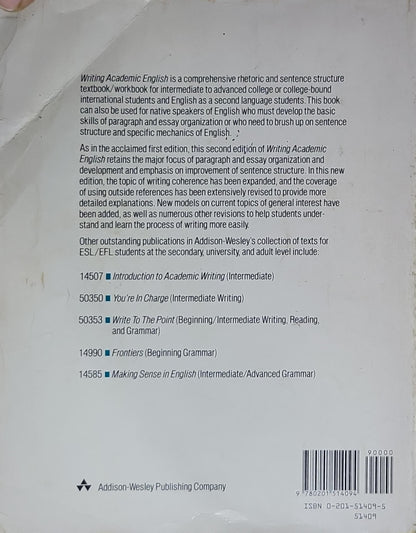 Writing Academic English is a comprehensive rhetoric and sentence structure
textbook/workbook for intermediate to advanced college or college-bound
international students and English as a second language students. This book
can also be used for native speakers of English who must develop the basic
skills of paragraph and essay organization or who need to brush up on sentence
structure and specific mechanics of English.
As in the acclaimed first edition, this second edition of Writing Academic
English retains the major focus of paragraph and essay organization and
development and emphasis on improvement of sentence structure. In this new
edition, the topic of writing coherence has been expanded, and the coverage
of using outside references has been extensively revised to provide more
detailed explanations. New models on current topics of general interest have
been added, as well as numerous other revisions to help students under-
stand and learn the process of writing more easily.
Other outstanding publications in Addison-Wesley's collection of texts for
ESL/EFL students at the secondary, university, and adult level include:
14507 ■ Introduction to Academic Writing (Intermediate)
50350 ■ You're In Charge (Intermediate Writing)
50353 ■ Write To The Point (Beginning/Intermediate Writing, Reading,
and Grammar)
14990 ■ Frontiers (Beginning Grammar)
14585 ■ Making Sense in English (Intermediate/Advanced Grammar)
90000
9 780201 514094
ISBN 0-201-51409-5
51409
Addison-Wesley Publishing Company